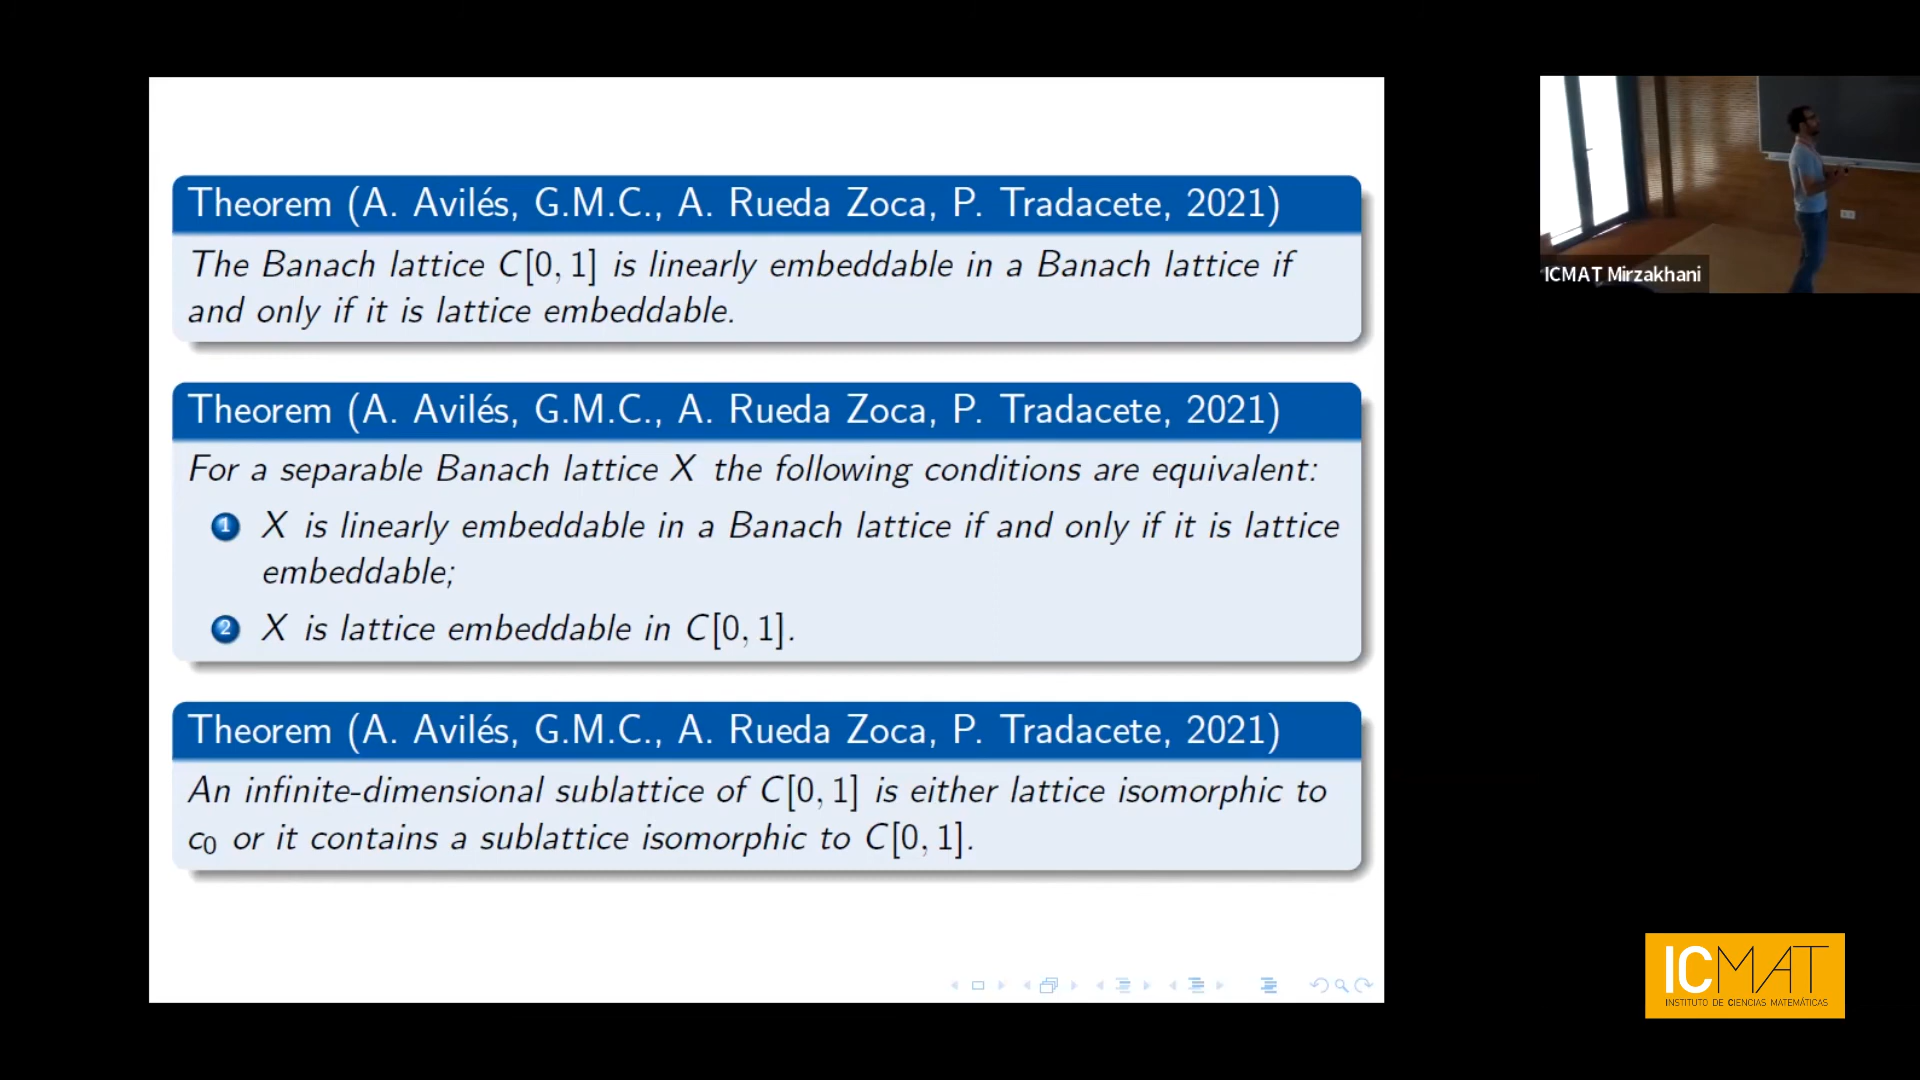 Theorem (A. Avilés, G.M.C., A. Rueda Zoca, P. Tradacete, 2021)
The Banach lattice C[0, 1] is linearly embeddable in a Banach lattice if
and only if it is lattice embeddable.
Theorem (A. Avilés, G.M.C., A. Rueda Zoca, P. Tradacete, 2021)
For a separable Banach lattice X the following conditions are equivalent:
1 X is linearly embeddable in a Banach lattice if and only if it is lattice
embeddable;
2 X is lattice embeddable in C[0, 1].
Theorem (A. Avilés, G.M.C., A. Rueda Zoca, P. Tradacete, 2021)
An infinite-dimensional sublattice of C[0, 1] is either lattice isomorphic to
c₀ or it contains a sublattice isomorphic to C[0, 1].
ICMAT Mirzakhani
ICMAT
INSTITUTO DE CIENCIAS MATEMÁTICAS